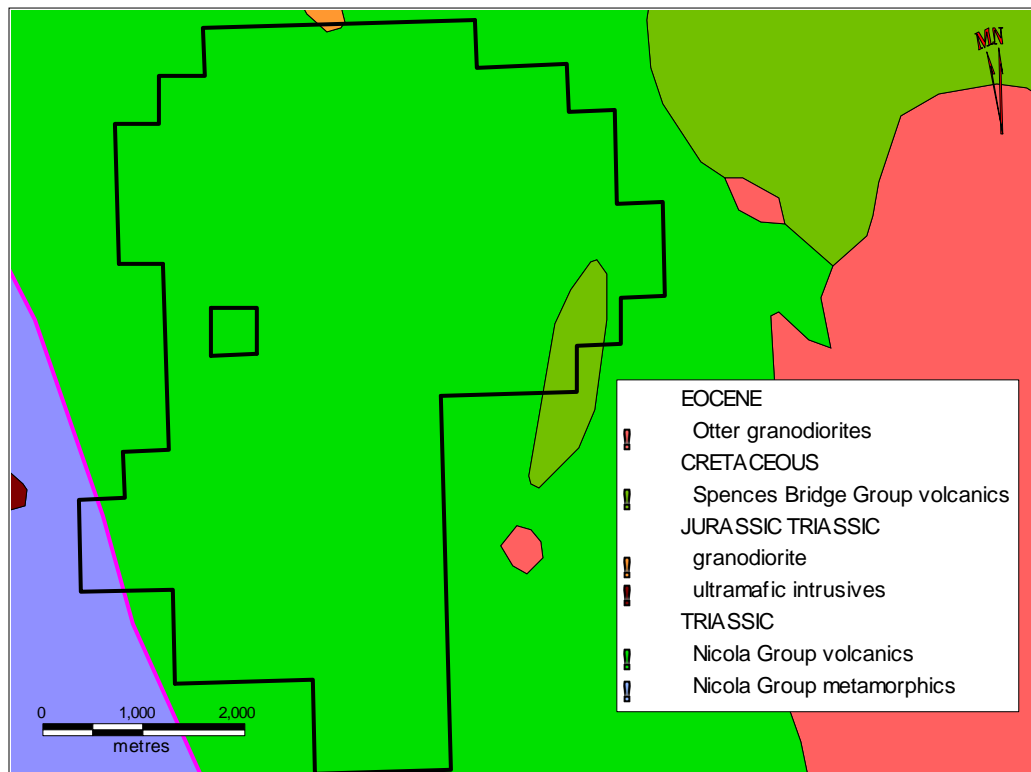 MN
EOCENE
Otter granodiorites
CRETACEOUS
Spences Bridge Group volcanics
JURASSIC TRIASSIC
granodiorite
ultramafic intrusives
TRIASSIC
Nicola Group volcanics
Nicola Group metamorphics
0 1,000 2,000
metres